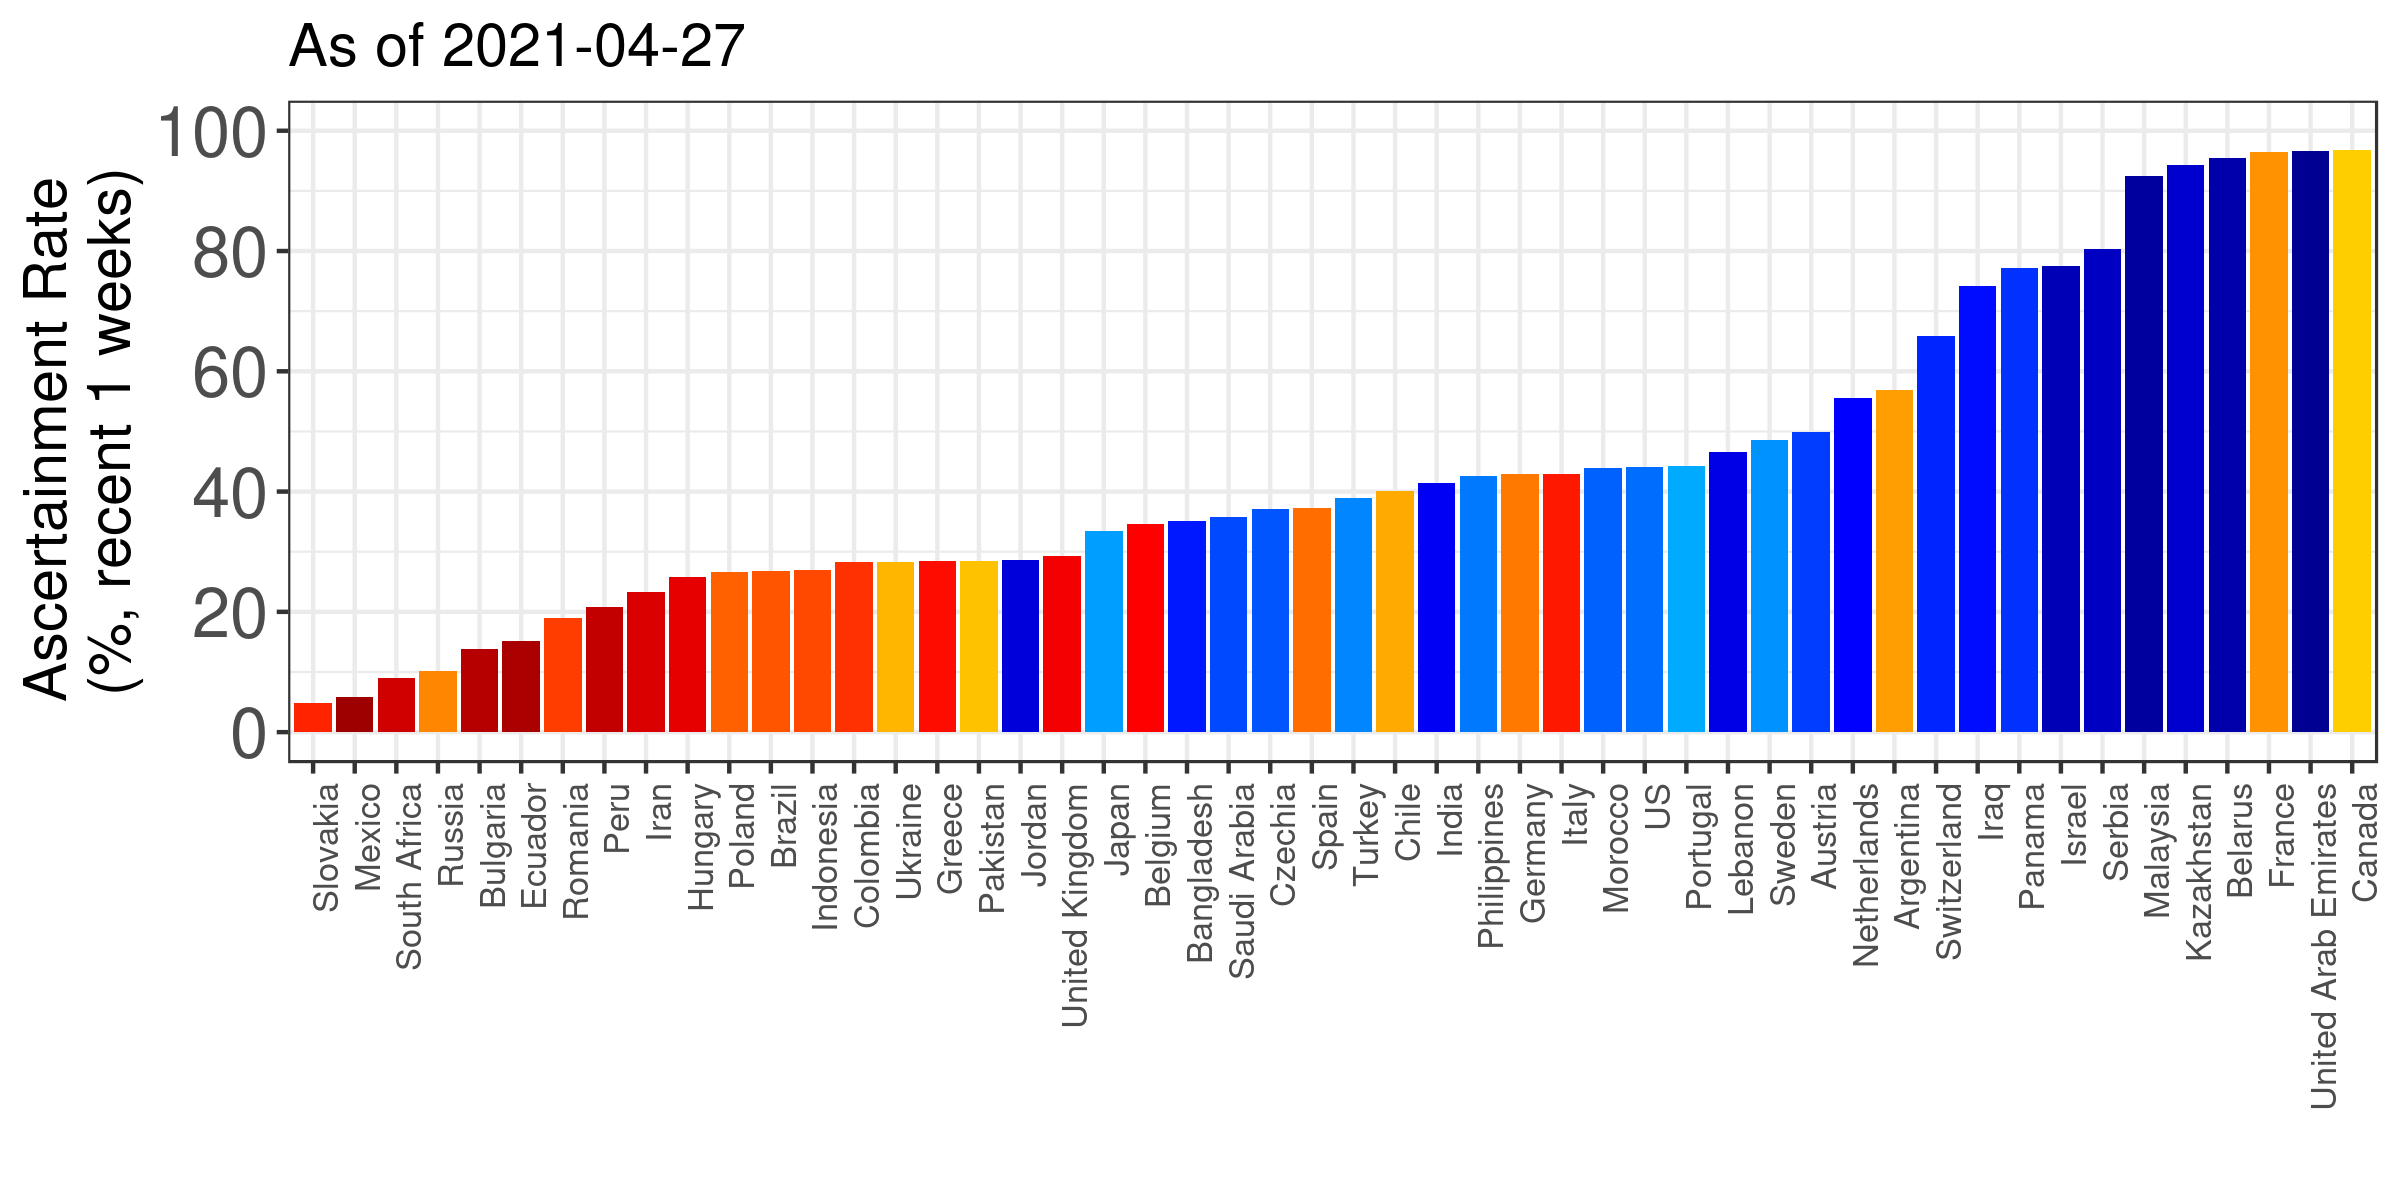 As of 2021-04-27
Ascertainment Rate
(%, recent 1 weeks)
100
80
60
40
20
0
Slovakia
Mexico
South Africa
Russia
Bulgaria
Ecuador
Romania
Peru
Iran
Hungary
Poland
Brazil
Indonesia
Colombia
Ukraine
Greece
Pakistan
Jordan
United Kingdom
Japan
Belgium
Bangladesh
Saudi Arabia
Czechia
Spain
Turkey
Chile
India
Philippines
Germany
Italy
Morocco
US
Portugal
Lebanon
Sweden
Austria
Netherlands
Argentina
Switzerland
Iraq
Panama
Israel
Serbia
Malaysia
Kazakhstan
Belarus
France
United Arab Emirates
Canada